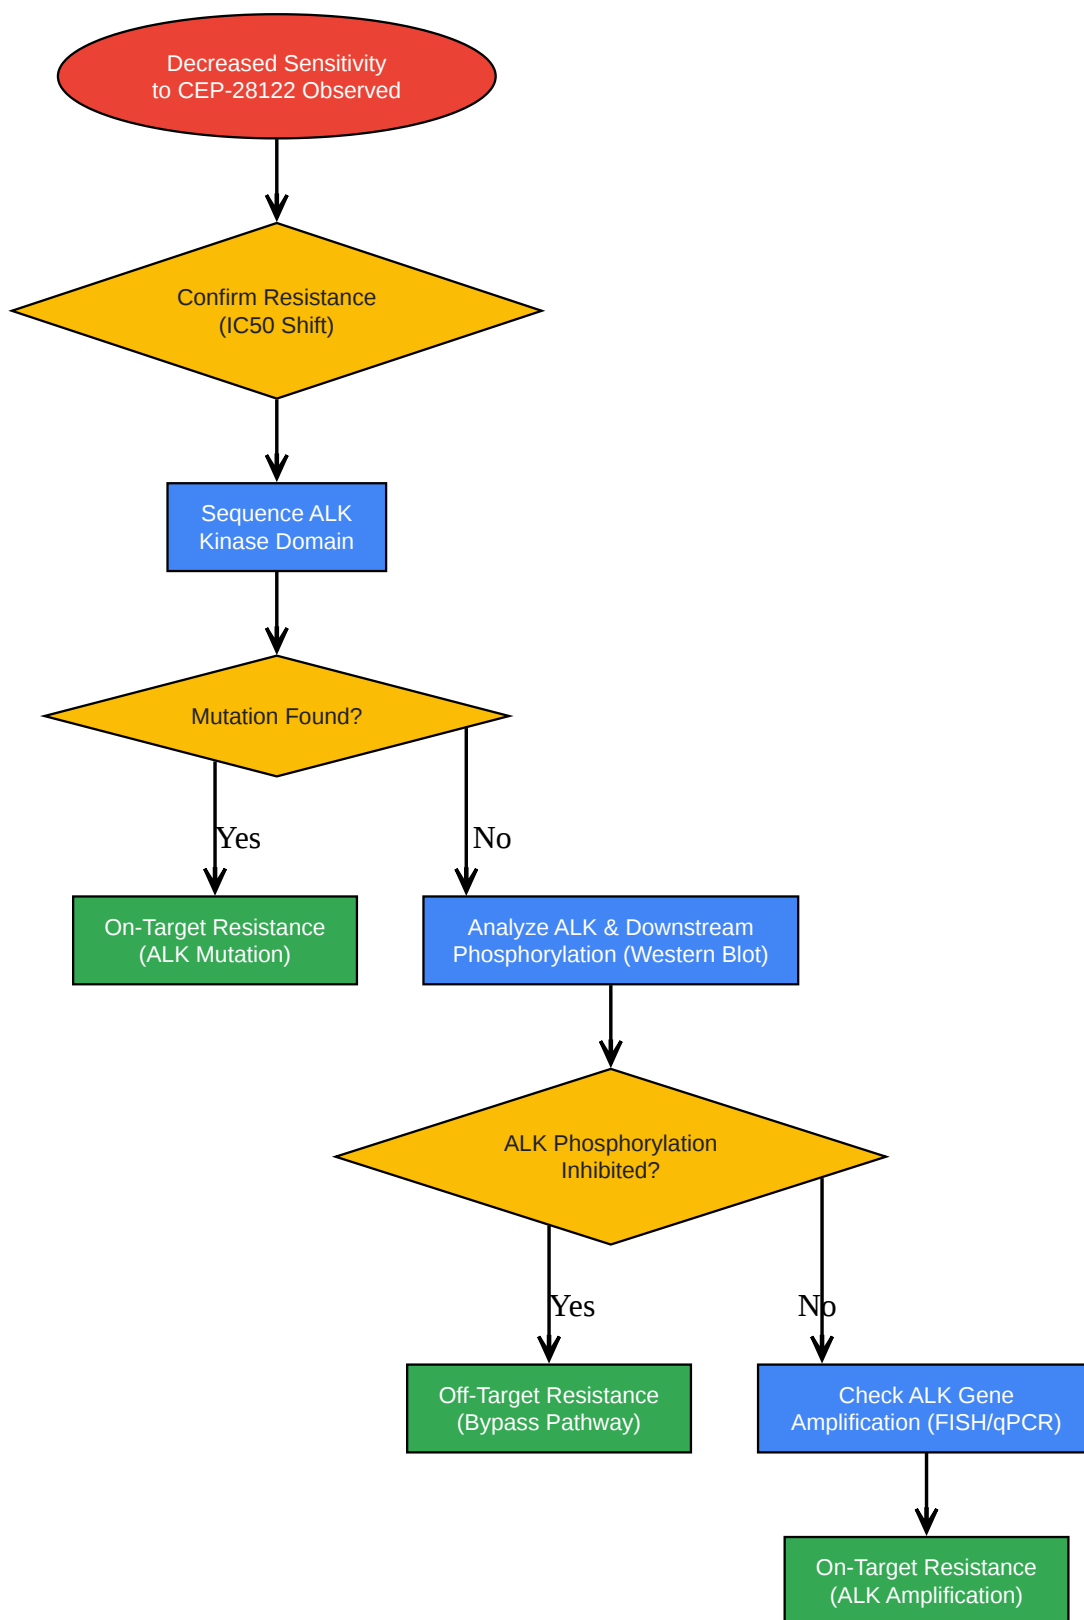 Decreased Sensitivity
to CEP-28122 Observed
Confirm Resistance
(IC50 Shift)
Sequence ALK
Kinase Domain
Mutation Found?
Yes
No
On-Target Resistance
(ALK Mutation)
Analyze ALK & Downstream
Phosphorylation (Western Blot)
ALK Phosphorylation
Inhibited?
Yes
No
Off-Target Resistance
(Bypass Pathway)
Check ALK Gene
Amplification (FISH/qPCR)
On-Target Resistance
(ALK Amplification)